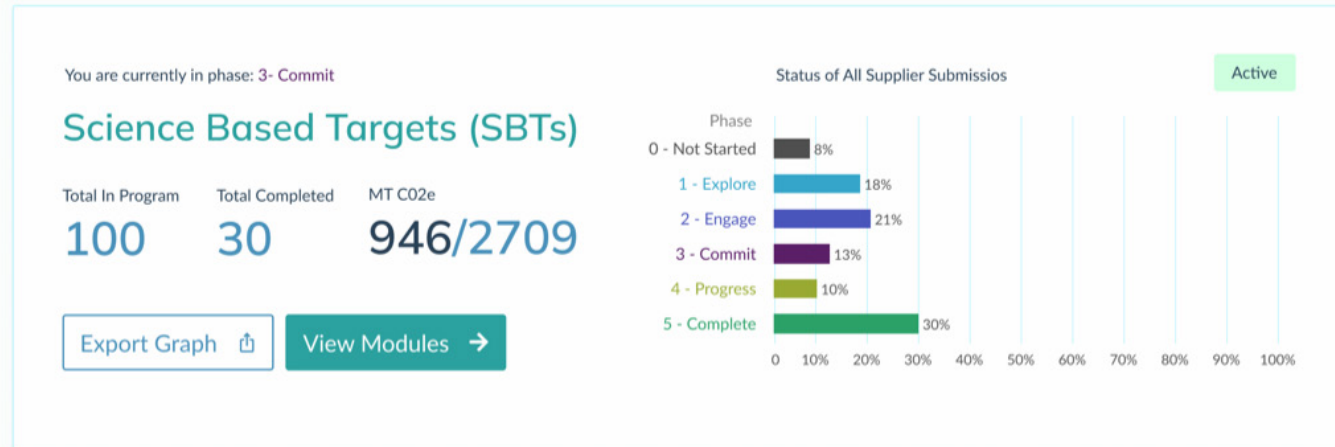 You are currently in phase: 3- Commit
Science Based Targets (SBTs)
Total In Program
100
Total Completed
30
MT C02e
946/2709
Export Graph
View Modules
Status of All Supplier Submissios
Active
Phase
0 - Not Started 8%
1 - Explore 18%
2 - Engage 21%
3 - Commit 13%
4 - Progress 10%
5 - Complete 30%
0 10% 20% 30% 40% 50% 60% 70% 80% 90% 100%